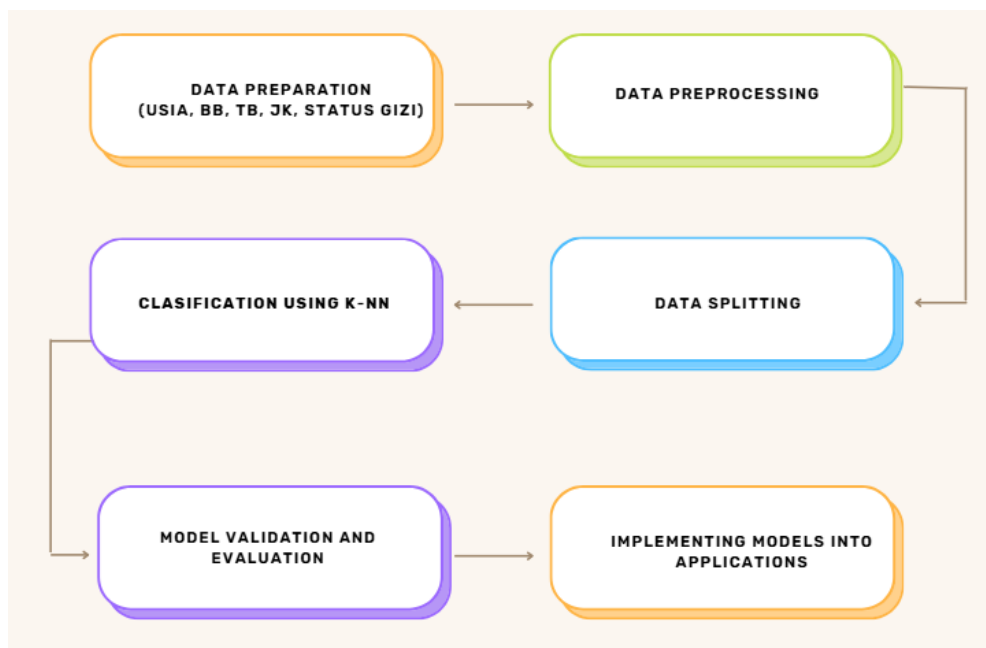 DATA PREPARATION
(USIA, BB, TB, JK, STATUS GIZI)
DATA PREPROCESSING
DATA SPLITTING
CLASIFICATION USING K-NN
MODEL VALIDATION AND
EVALUATION
IMPLEMENTING MODELS INTO
APPLICATIONS